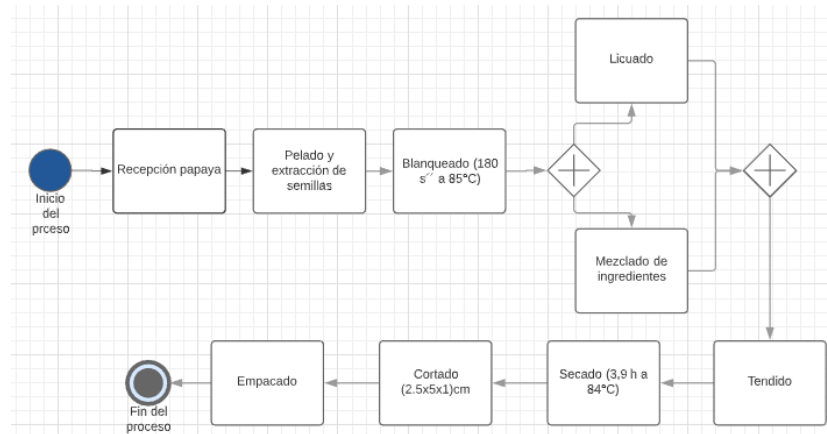 Licuado
Recepción papaya
Pelado y
extracción de
semillas
Blanqueado (180
s´´ a 85°C)
Inicio
del
prceso
Mezclado de
ingredientes
Tendido
Secado (3,9 h a
84°C)
Cortado
(2.5x5x1)cm
Empacado
Fin del
proceso